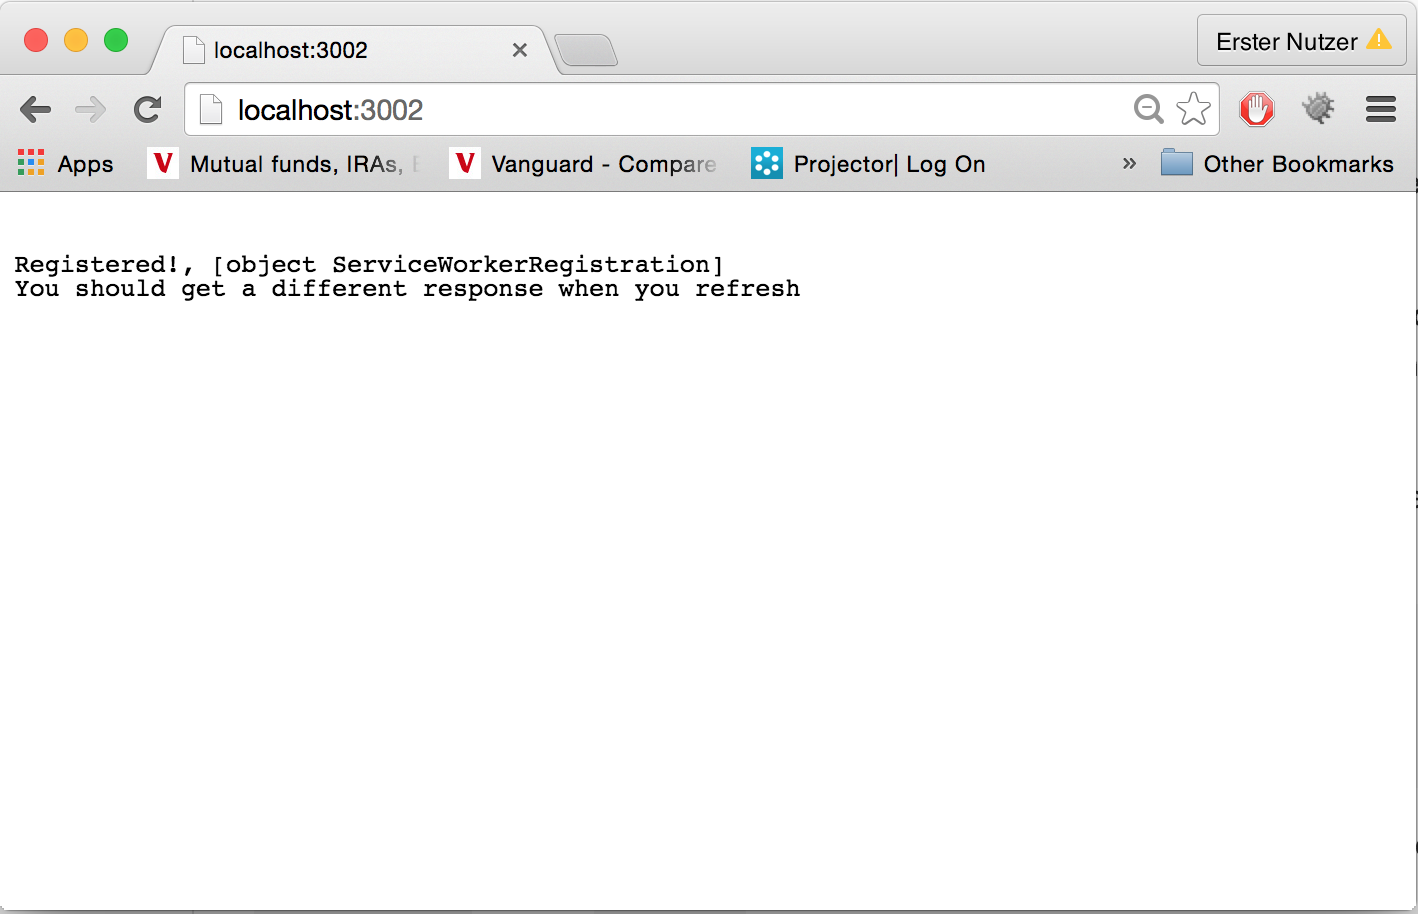 localhost:3002
Erster Nutzer
localhost:3002
Apps
Mutual funds, IRAs,
Vanguard - Compare
Projector| Log On
»
Other Bookmarks
Registered!, [object ServiceWorkerRegistration]
You should get a different response when you refresh